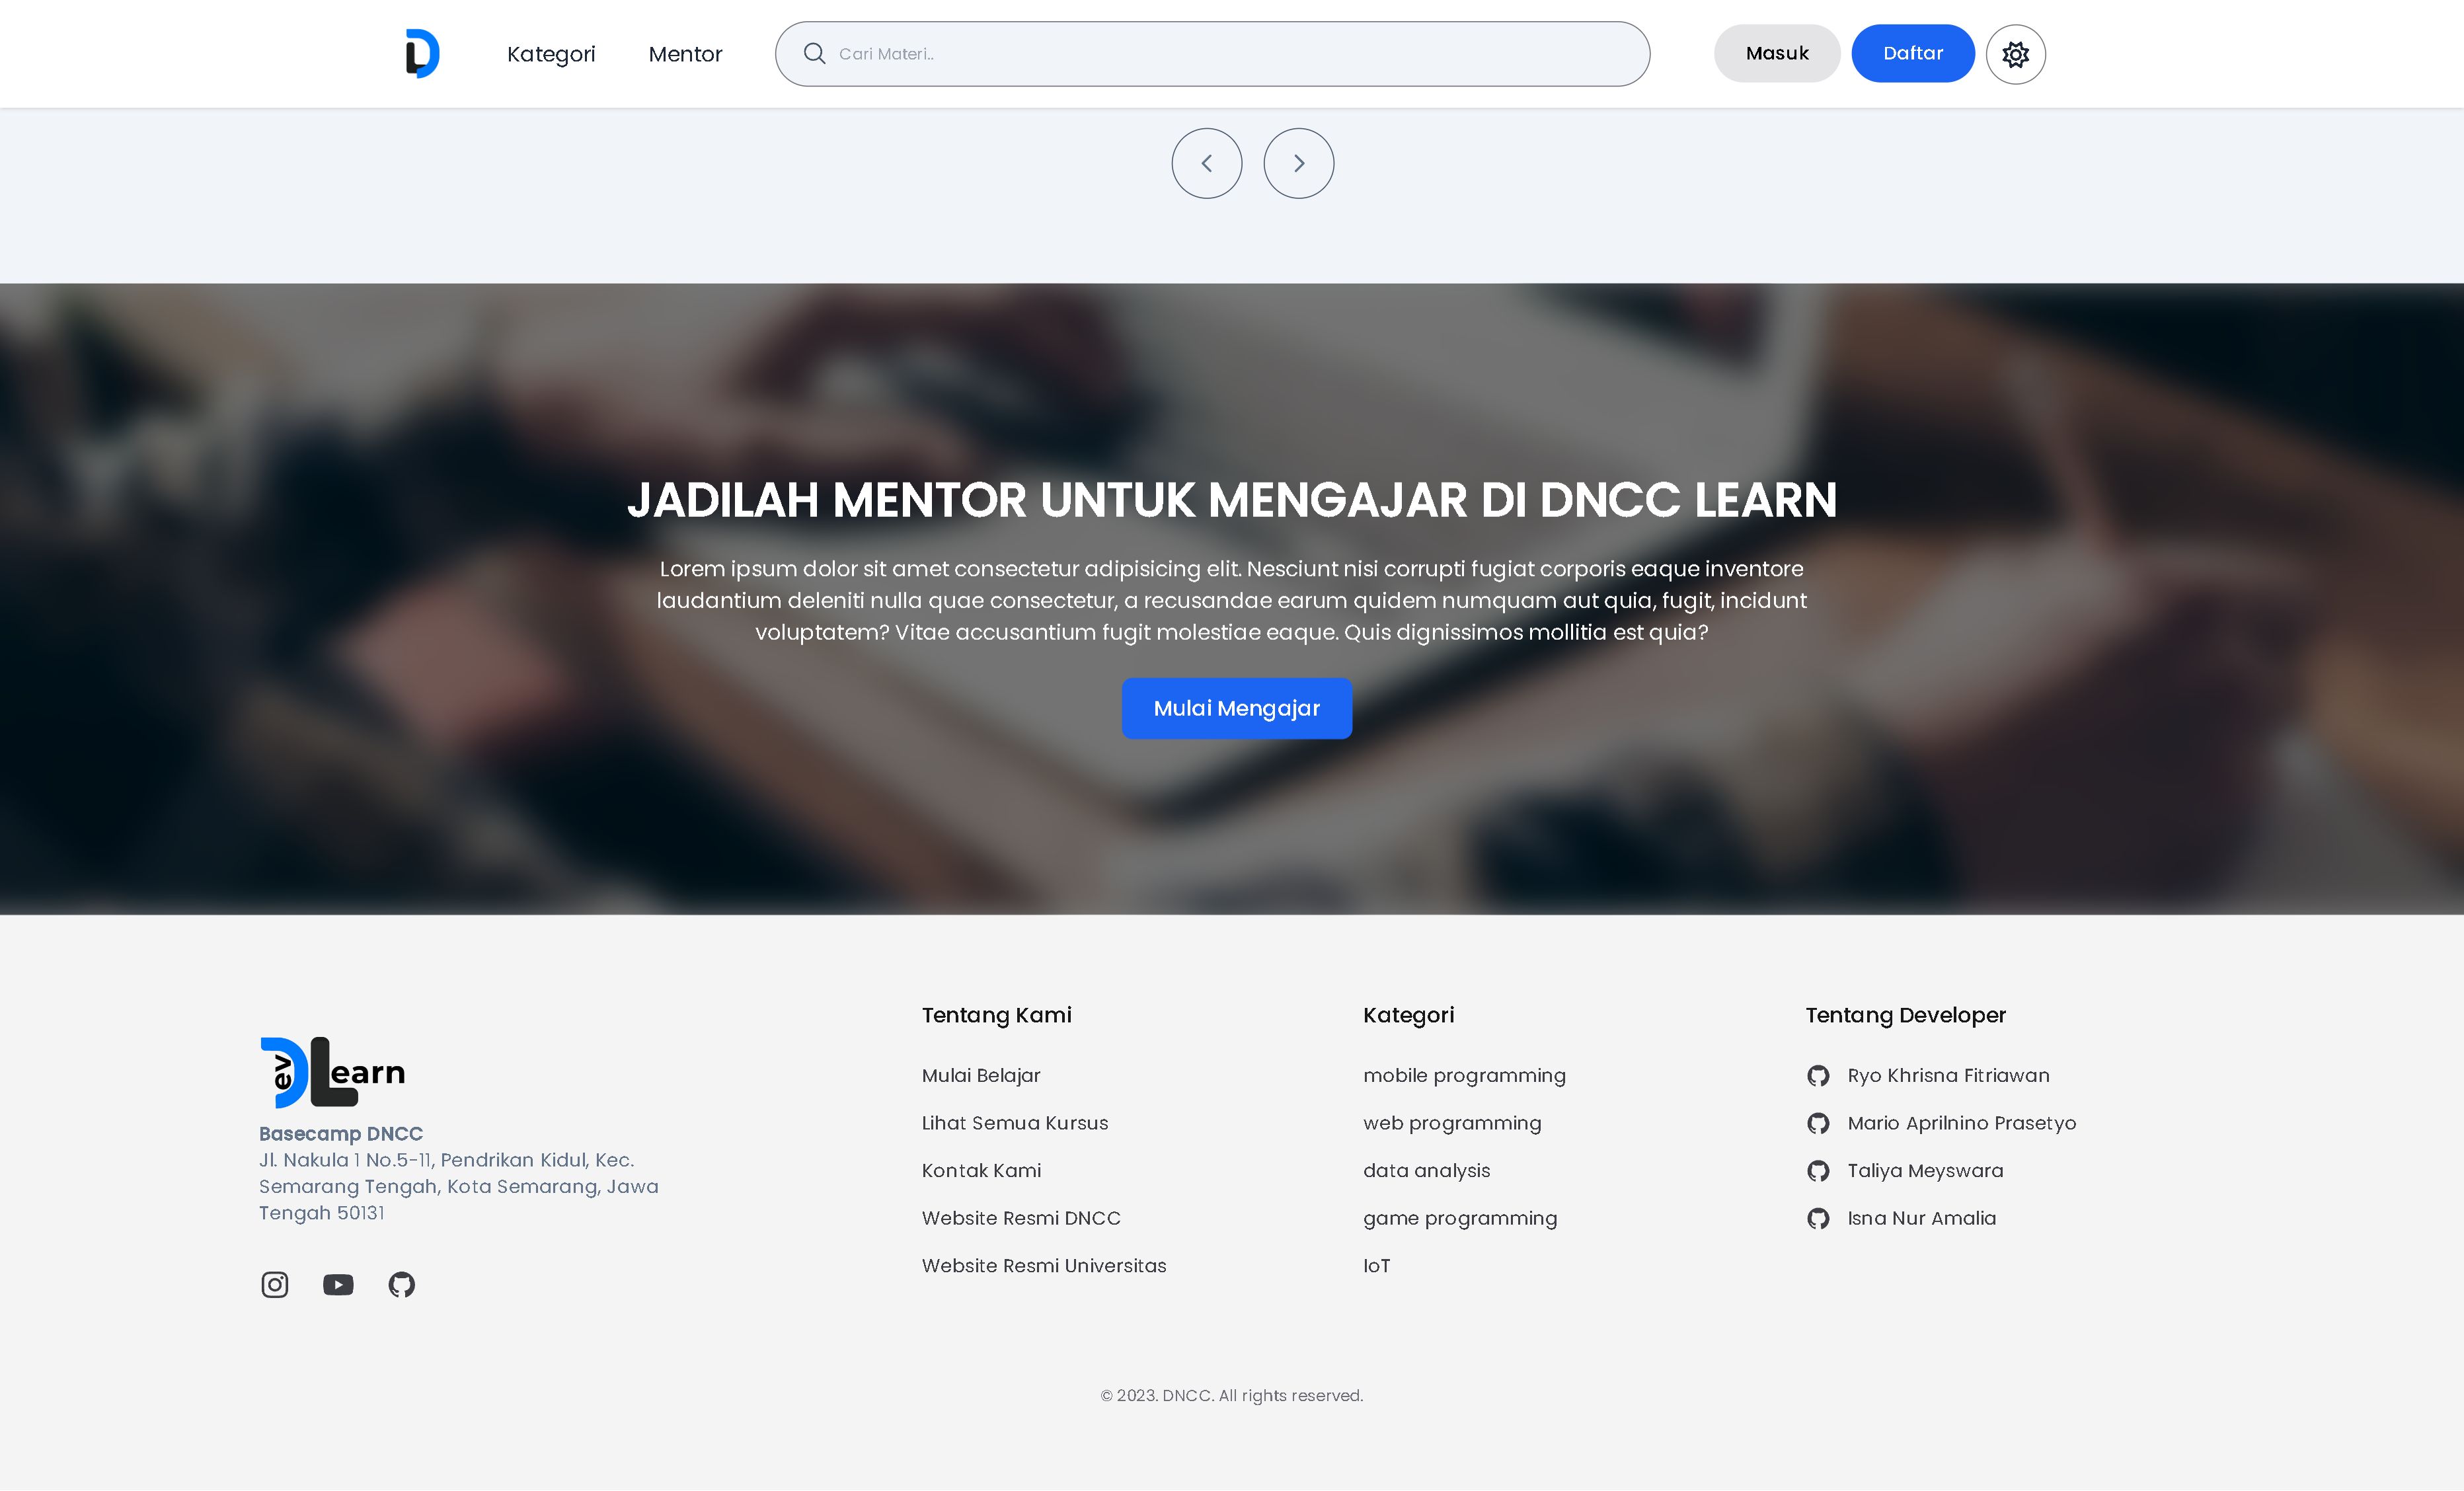 Kategori
Mentor
Cari Materi..
Masuk
Daftar
JADILAH MENTOR UNTUK MENGAJAR DI DNCC LEARN
Lorem ipsum dolor sit amet consectetur adipisicing elit. Nesciunt nisi corrupti fugiat corporis eaque inventore
laudantium deleniti nulla quae consectetur, a recusandae earum quidem numquam aut quia, fugit, incidunt
voluptatem? Vitae accusantium fugit molestiae eaque. Quis dignissimos mollitia est quia?
Mulai Mengajar
Dev Learn
Basecamp DNCC
Jl. Nakula 1 No.5-11, Pendrikan Kidul, Kec.
Semarang Tengah, Kota Semarang, Jawa
Tengah 50131
Tentang Kami
Mulai Belajar
Lihat Semua Kursus
Kontak Kami
Website Resmi DNCC
Website Resmi Universitas
Kategori
mobile programming
web programming
data analysis
game programming
IoT
Tentang Developer
Ryo Khrisna Fitriawan
Mario Aprilnino Prasetyo
Taliya Meyswara
Isna Nur Amalia
© 2023. DNCC. All rights reserved.